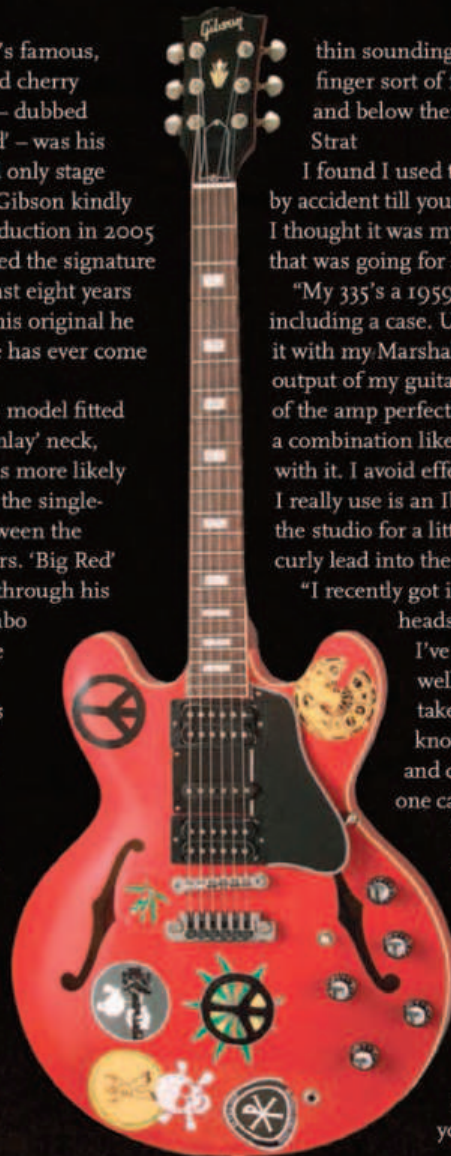 Gibson
's famous,
d cherry
– dubbed
d' – was his
only stage
Gibson kindly
duction in 2005
ed the signature
ast eight years
his original he
e has ever come
model fitted
nlay' neck,
s more likely
the single-
ween the
rs. 'Big Red'
through his
mbo
e
s
thin sounding
finger sort of
and below the
Strat
I found I used t
by accident till you
I thought it was my
that was going for
"My 335's a 1959
including a case. U
it with my Marsha
output of my guita
of the amp perfect
a combination like
with it. I avoid effe
I really use is an Il
the studio for a littl
curly lead into the
"I recently got i
heads
I've
wel
take
kno
and c
one ca
yo